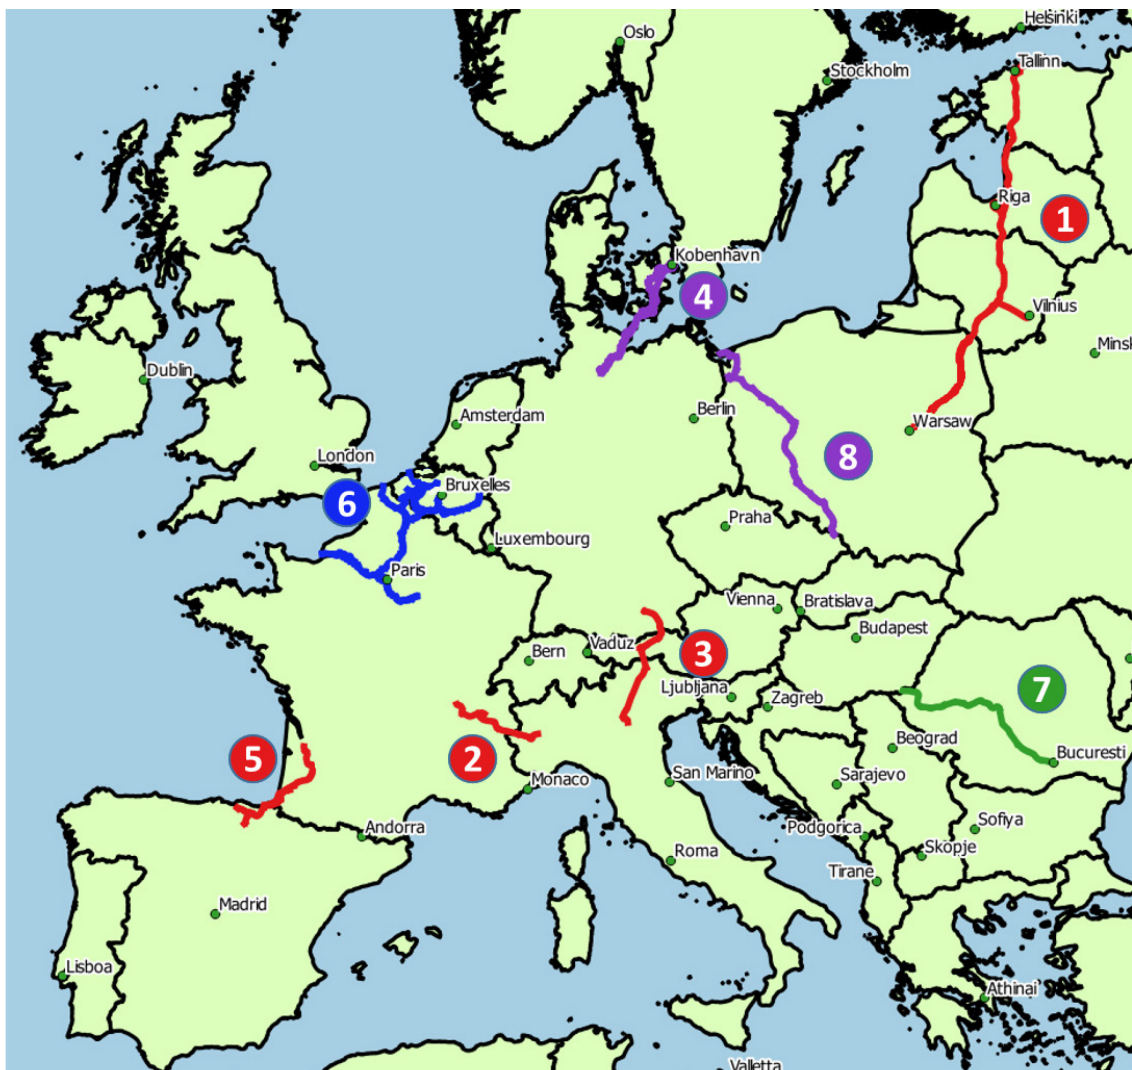 Helsinki
Oslo
Tallinn
Stockholm
Riga
1
Kobenhavn
4
Vilnius
Minsk
Dublin
Berlin
Amsterdam
Warsaw
8
London
Bruxelles
6
Praha
Luxembourg
Paris
Vienna
Bratislava
Budapest
Bern
Vaduz
3
Ljubljana
7
Zagreb
Beograd
5
2
Bucuresti
Monaco
San Marino
Sarajevo
Andorra
Podgorica
Sofiya
Roma
Skopje
Tirane
Madrid
Lisboa
Athinai
Valletta